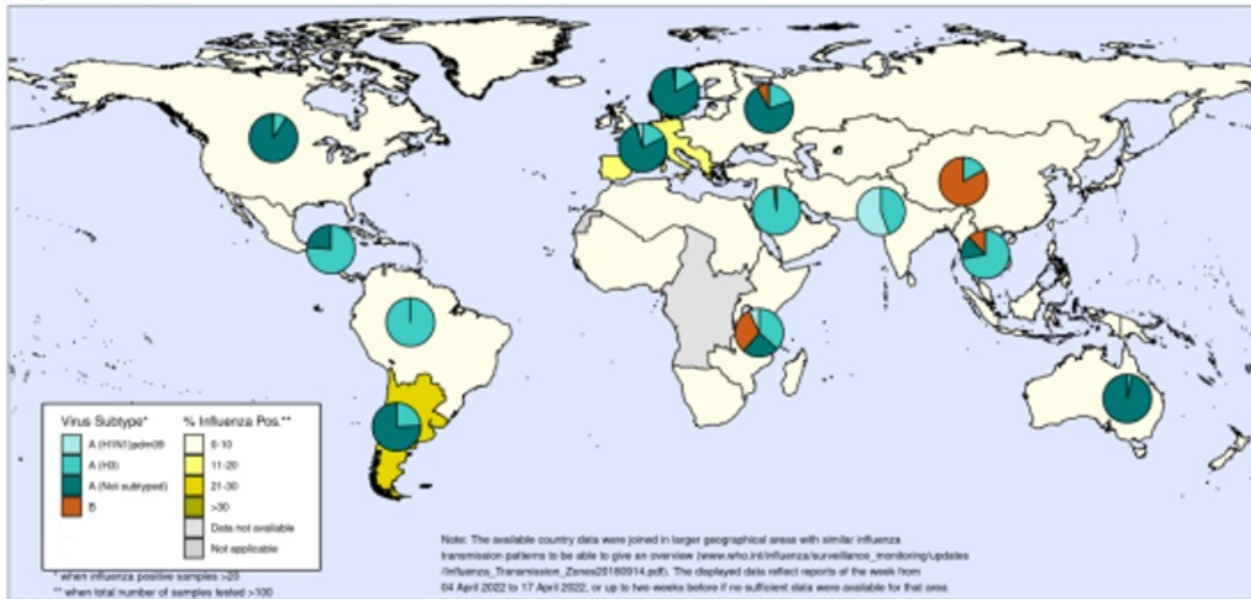 Virus Subtype*
A (H1N1)pdm09
A (H3)
A (Not subtyped)
B
% Influenza Pos.**
0-10
11-20
21-30
>30
Data not available
Not applicable
* when influenza positive samples >20
** when total number of samples tested >100
Note: The available country data were joined in larger geographical areas with similar influenza
transmission patterns to be able to give an overview (www.who.int/influenza/surveillance_monitoring/updates
/Influenza_Transmission_Zones20180914.pdf). The displayed data reflect reports of the week from
04 April 2022 to 17 April 2022, or up to two weeks before if no sufficient data were available for that area